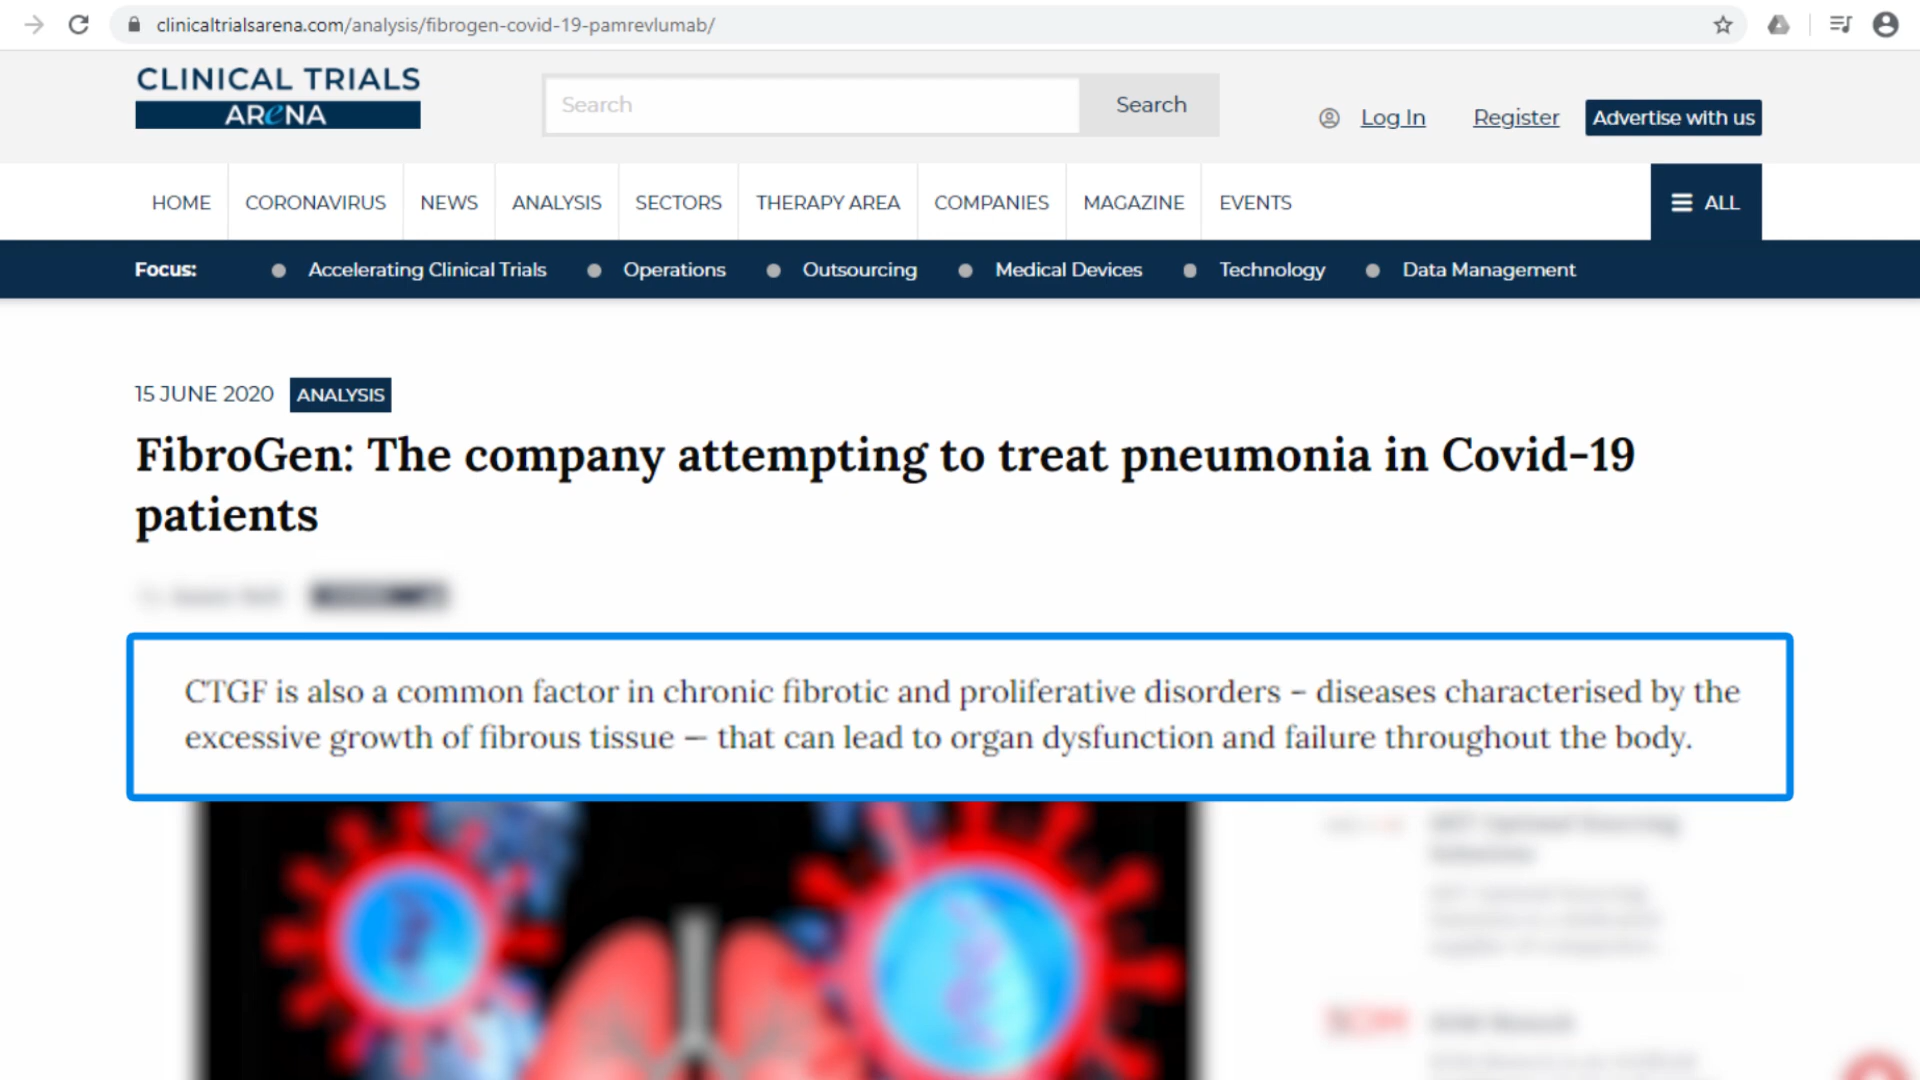 clinicaltrialsarena.com/analysis/fibrogen-covid-19-pamrevlumab/
CLINICAL TRIALS
ARENA
Search
Search
Log In
Register
Advertise with us
HOME
CORONAVIRUS
NEWS
ANALYSIS
SECTORS
THERAPY AREA
COMPANIES
MAGAZINE
EVENTS
ALL
Focus:
Accelerating Clinical Trials
Operations
Outsourcing
Medical Devices
Technology
Data Management
15 JUNE 2020
ANALYSIS
FibroGen: The company attempting to treat pneumonia in Covid-19
patients
CTGF is also a common factor in chronic fibrotic and proliferative disorders – diseases characterised by the
excessive growth of fibrous tissue — that can lead to organ dysfunction and failure throughout the body.